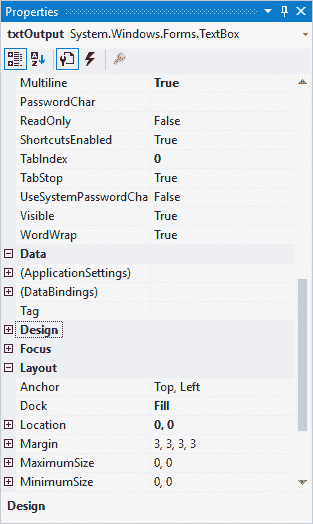 Properties
txtOutput System.Windows.Forms.TextBox
Multiline True
PasswordChar
ReadOnly False
ShortcutsEnabled True
TabIndex 0
TabStop True
UseSystemPasswordCha False
Visible True
WordWrap True
Data
(ApplicationSettings)
(DataBindings)
Tag
Design
Focus
Layout
Anchor Top, Left
Dock Fill
Location 0, 0
Margin 3, 3, 3, 3
MaximumSize 0, 0
MinimumSize 0, 0
Design